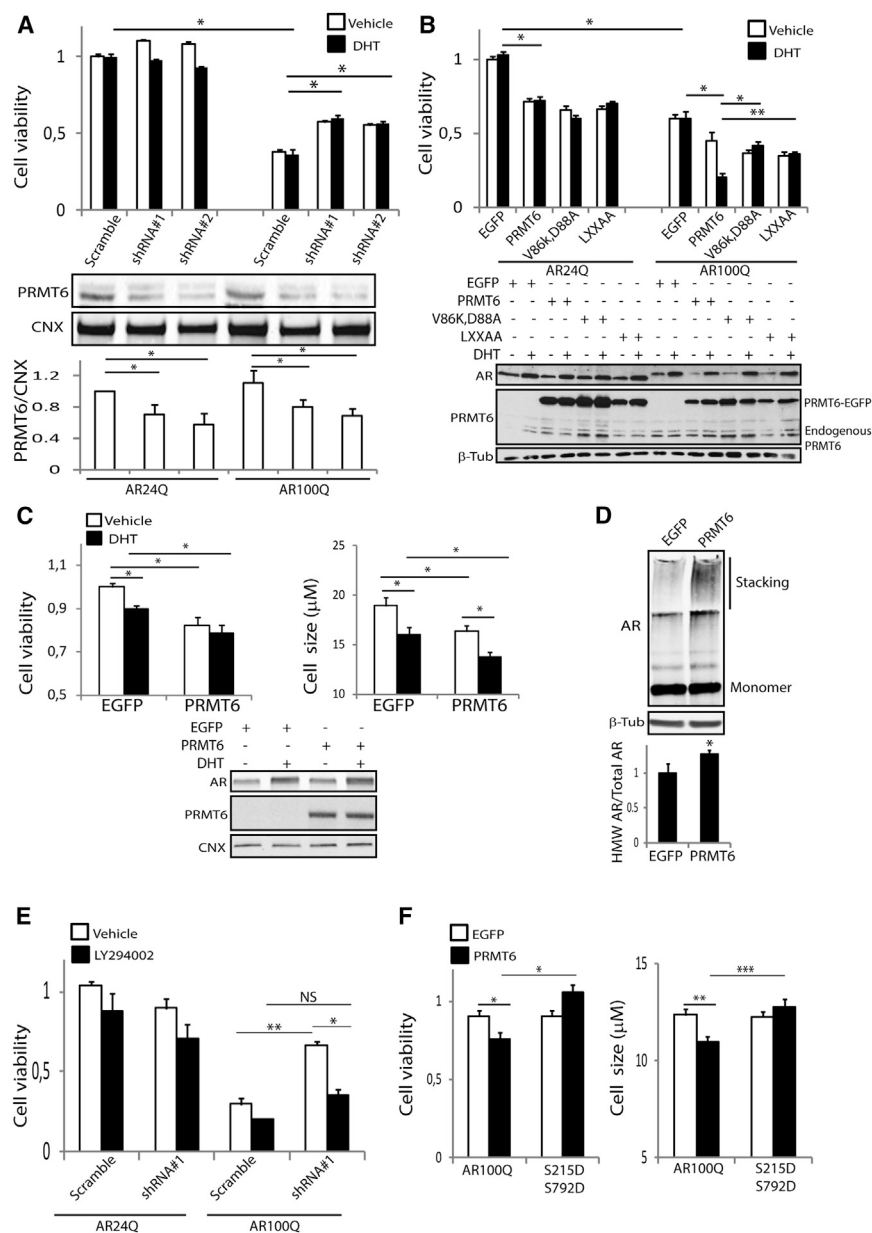 A
*
Vehicle
DHT
*
*
Cell viability
1
0,5
0
Scramble
shRNA#1
shRNA#2
Scramble
shRNA#1
shRNA#2
PRMT6
CNX
PRMT6/CNX
1.2
0.8
0.4
0
*
*
*
*
AR24Q
AR100Q
B
*
*
Vehicle
DHT
*
*
**
Cell viability
1
0,5
0
EGFP
PRMT6
V86k,D88A
LXXAA
EGFP
PRMT6
V86k,D88A
LXXAA
AR24Q
AR100Q
EGFP + + - - - - - - + + - - - - - -
PRMT6 - - + + - - - - - - + + - - - -
V86K,D88A - - - - + + - - - - - - + + - -
LXXAA - - - - - - + + - - - - - - + +
DHT - + - + - + - + - + - + - + - +
AR
PRMT6
PRMT6-EGFP
Endogenous
PRMT6
β-Tub
C
Vehicle
DHT
*
*
*
Cell viability
1,1
0,9
0,7
0,5
EGFP
PRMT6
Cell size (μM)
25
20
15
10
*
*
*
*
EGFP
PRMT6
EGFP + + - -
PRMT6 - - + +
DHT - + - +
AR
PRMT6
CNX
D
EGFP
PRMT6
Stacking
AR
Monomer
β-Tub
HMW AR/Total AR
1
0.5
0
*
EGFP
PRMT6
E
Vehicle
LY294002
Cell viability
1
0,5
0
NS
**
*
Scramble
shRNA#1
Scramble
shRNA#1
AR24Q
AR100Q
F
EGFP
PRMT6
Cell viability
1
0,5
0
*
*
AR100Q
S215D
S792D
Cell size (μM)
15
10
5
***
**
AR100Q
S215D
S792D